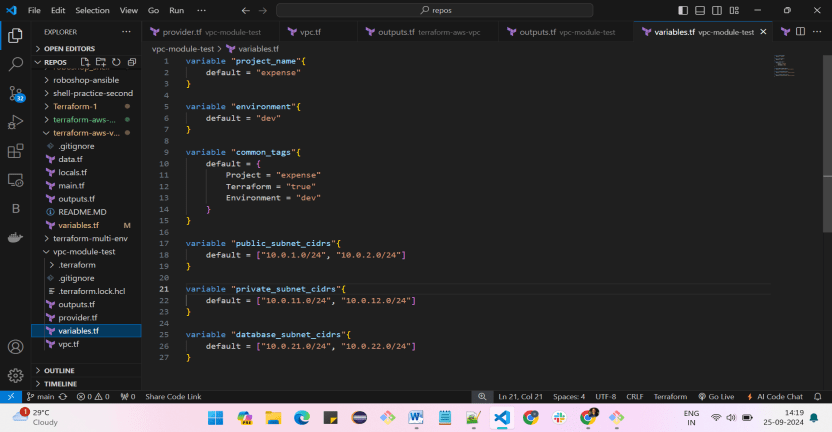 File Edit Selection View Go Run ··· repos
EXPLORER
provider.tf vpc-module-test vpc.tf outputs.tf terraform-aws-vpc outputs.tf vpc-module-test variables.tf vpc-module-test
OPEN EDITORS
REPOS
roboshop-ansible
shell-practice-second
Terraform-1
terraform-aws-...
terraform-aws-v...
.gitignore
data.tf
locals.tf
main.tf
outputs.tf
README.MD
variables.tf M
terraform-multi-env
vpc-module-test
.terraform
.gitignore
.terraform.lock.hcl
outputs.tf
provider.tf
variables.tf
vpc.tf
OUTLINE
TIMELINE
32
vpc-module-test > variables.tf
1 variable "project_name"{
2 default = "expense"
3 }
4
5 variable "environment"{
6 default = "dev"
7 }
8
9 variable "common_tags"{
10 default = {
11 Project = "expense"
12 Terraform = "true"
13 Environment = "dev"
14 }
15 }
16
17 variable "public_subnet_cidrs"{
18 default = ["10.0.1.0/24", "10.0.2.0/24"]
19 }
20
21 variable "private_subnet_cidrs"{
22 default = ["10.0.11.0/24", "10.0.12.0/24"]
23 }
24
25 variable "database_subnet_cidrs"{
26 default = ["10.0.21.0/24", "10.0.22.0/24"]
27 }
main 0 0 0 Share Code Link Ln 21, Col 21 Spaces: 4 UTF-8 CRLF Terraform Go Live AI Code Chat
1 29°C
Cloudy
ENG
IN
14:19
25-09-2024